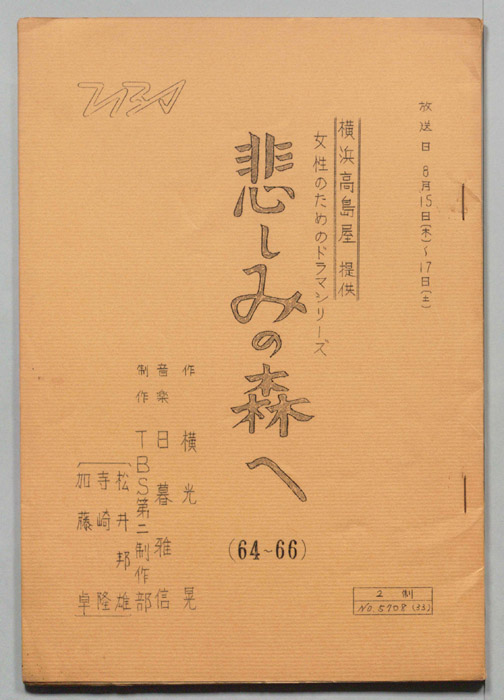 放送日 8月15日(木)～17日(土)
横浜高島屋 提供
女性のためのドラマシリーズ
悲しみの森へ
(64~66)
作 横光 晃
音楽 日暮雅信
制作 TBS第二制作部
松井邦雄
寺崎 隆
加藤 卓
TBS
2 制
No.5708(33)